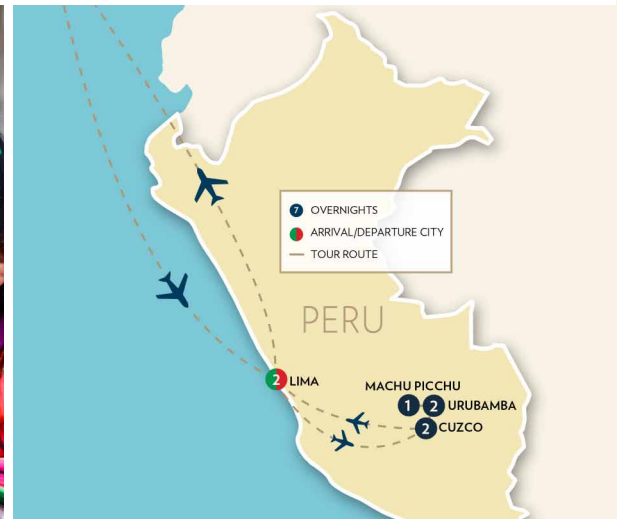 7 OVERNIGHTS
ARRIVAL/DEPARTURE CITY
TOUR ROUTE
PERU
2 LIMA
MACHU PICCHU
1 2 URUBAMBA
2 CUZCO